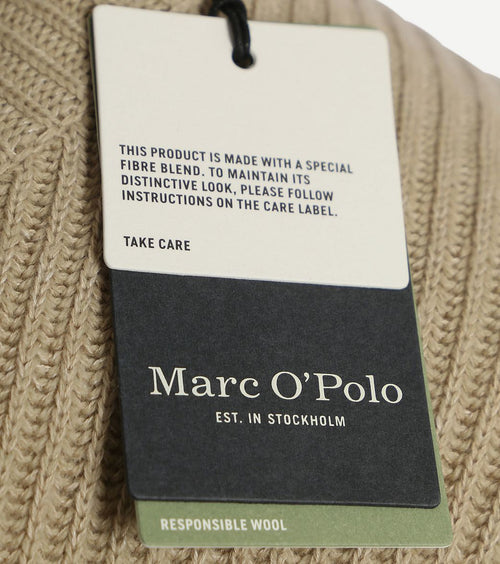 THIS PRODUCT IS MADE WITH A SPECIAL
FIBRE BLEND. TO MAINTAIN ITS
DISTINCTIVE LOOK, PLEASE FOLLOW
INSTRUCTIONS ON THE CARE LABEL.
TAKE CARE
Marc O'Polo
EST. IN STOCKHOLM
RESPONSIBLE WOOL